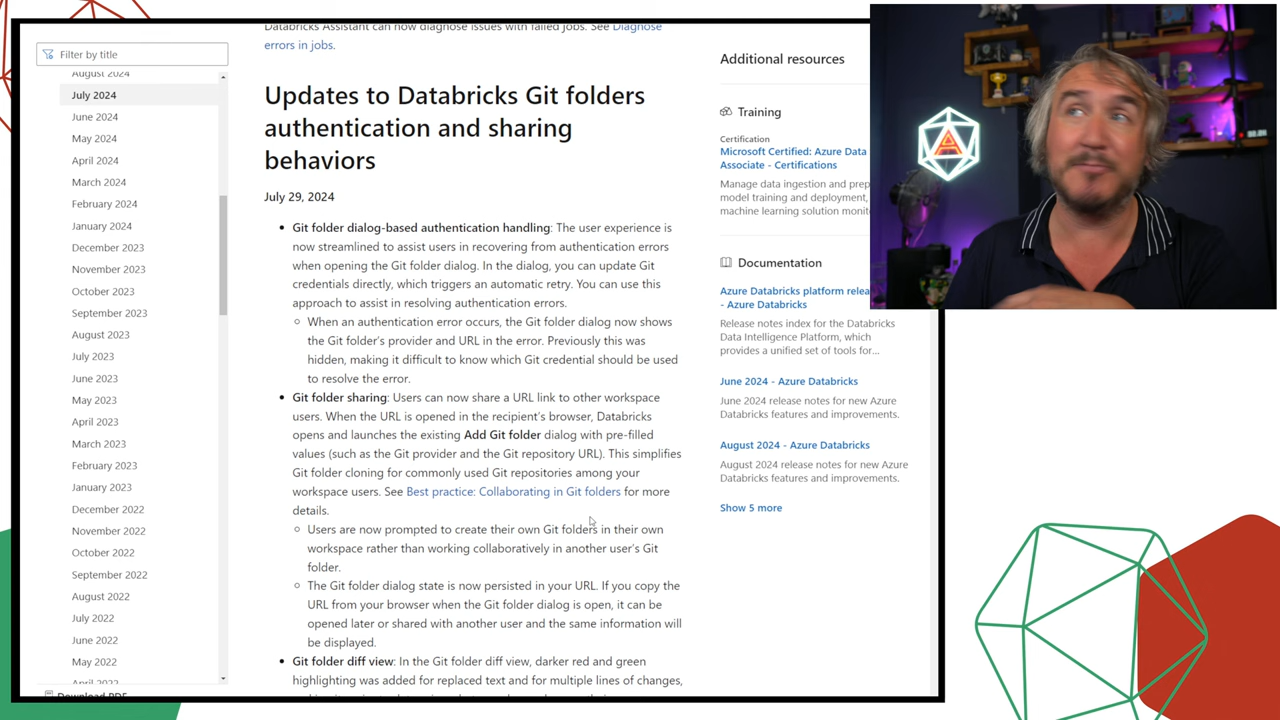 Filter by title
August 2024
July 2024
June 2024
May 2024
April 2024
March 2024
February 2024
January 2024
December 2023
November 2023
October 2023
September 2023
August 2023
July 2023
June 2023
May 2023
April 2023
March 2023
February 2023
January 2023
December 2022
November 2022
October 2022
September 2022
August 2022
July 2022
June 2022
May 2022
April 2022
Download PDF
Databricks Assistant can now diagnose issues with failed jobs. See Diagnose
errors in jobs.
Updates to Databricks Git folders
authentication and sharing
behaviors
July 29, 2024
• Git folder dialog-based authentication handling: The user experience is
now streamlined to assist users in recovering from authentication errors
when opening the Git folder dialog. In the dialog, you can update Git
credentials directly, which triggers an automatic retry. You can use this
approach to assist in resolving authentication errors.
○ When an authentication error occurs, the Git folder dialog now shows
the Git folder's provider and URL in the error. Previously this was
hidden, making it difficult to know which Git credential should be used
to resolve the error.
• Git folder sharing: Users can now share a URL link to other workspace
users. When the URL is opened in the recipient's browser, Databricks
opens and launches the existing Add Git folder dialog with pre-filled
values (such as the Git provider and the Git repository URL). This simplifies
Git folder cloning for commonly used Git repositories among your
workspace users. See Best practice: Collaborating in Git folders for more
details.
○ Users are now prompted to create their own Git folders in their own
workspace rather than working collaboratively in another user's Git
folder.
○ The Git folder dialog state is now persisted in your URL. If you copy the
URL from your browser when the Git folder dialog is open, it can be
opened later or shared with another user and the same information will
be displayed.
• Git folder diff view: In the Git folder diff view, darker red and green
highlighting was added for replaced text and for multiple lines of changes,
Additional resources
Training
Certification
Microsoft Certified: Azure Data
Associate - Certifications
Manage data ingestion and prep
model training and deployment,
machine learning solution monit
Documentation
Azure Databricks platform relea
- Azure Databricks
Release notes index for the Databricks
Data Intelligence Platform, which
provides a unified set of tools for...
June 2024 - Azure Databricks
June 2024 release notes for new Azure
Databricks features and improvements.
August 2024 - Azure Databricks
August 2024 release notes for new Azure
Databricks features and improvements.
Show 5 more
A